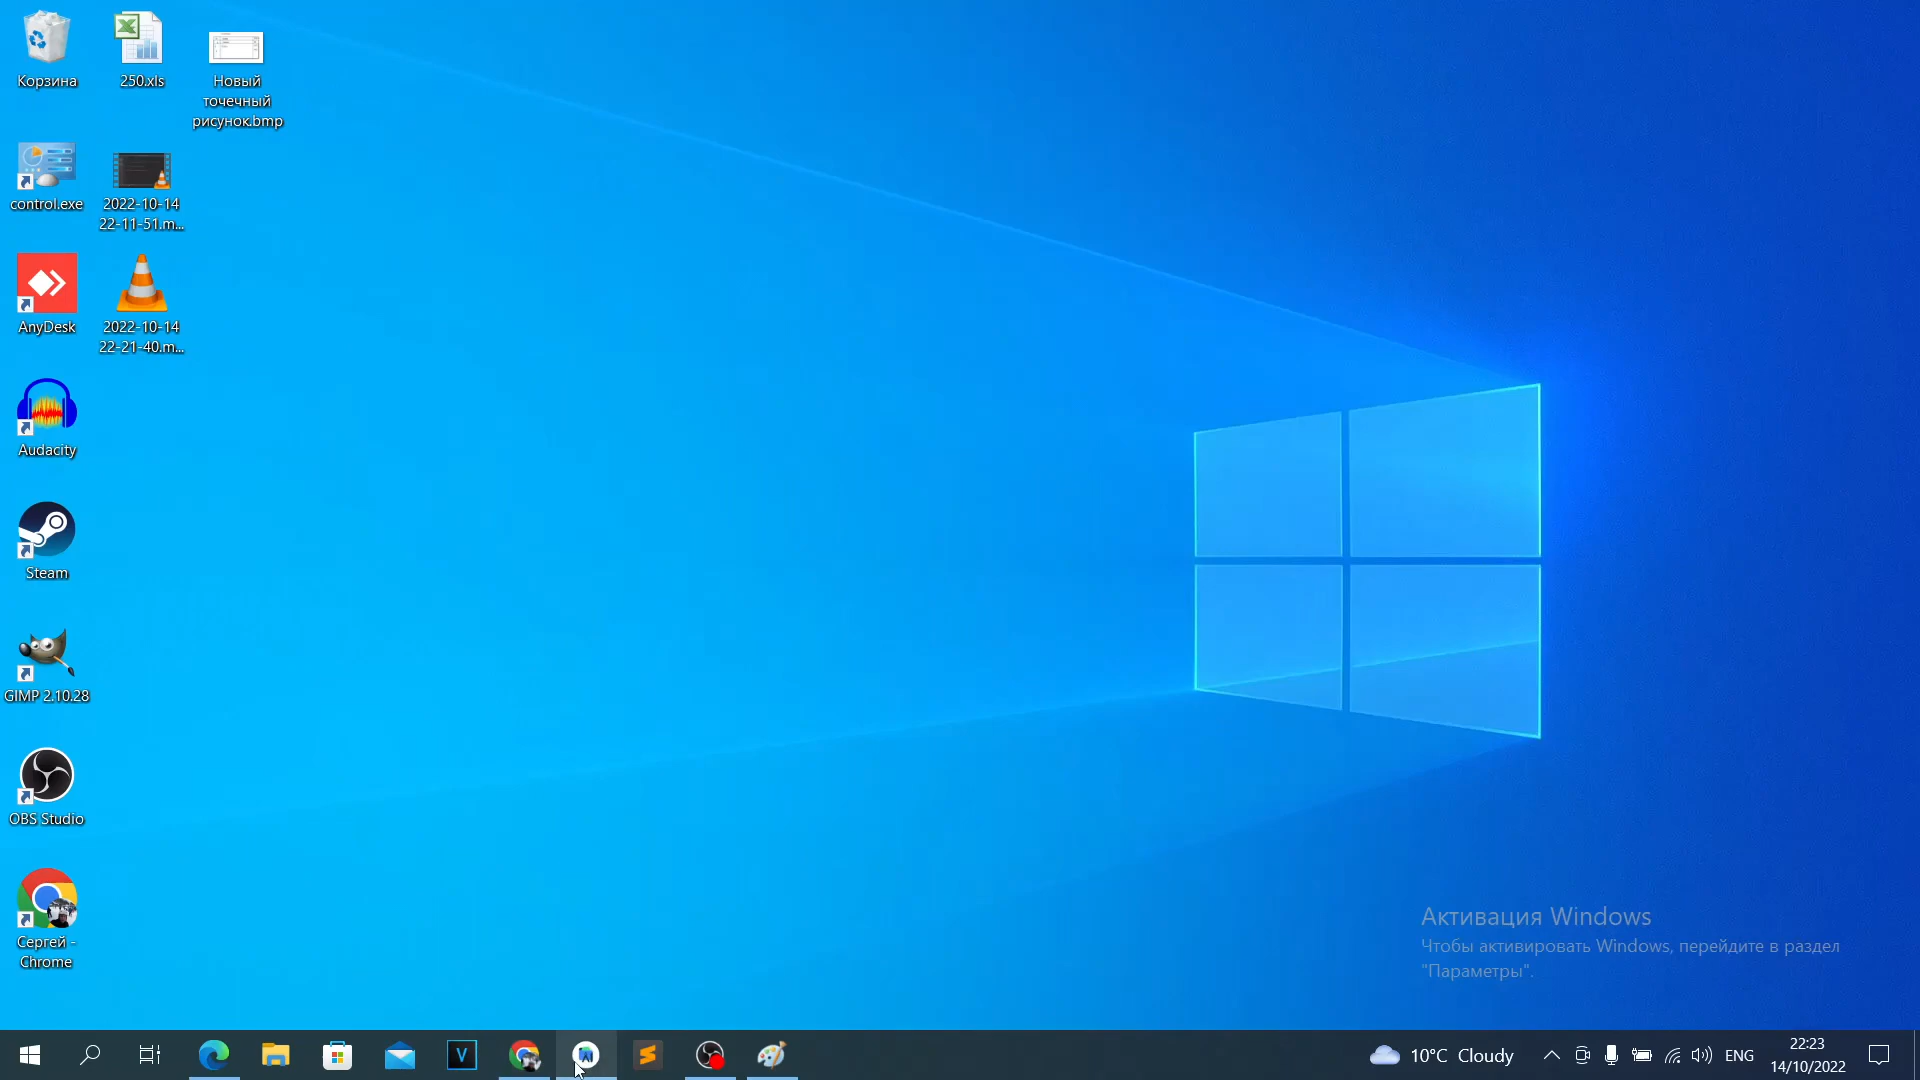 Корзина
250.xls
Новый
точечный
рисунок.bmp
control.exe
2022-10-14
22-11-51.m...
AnyDesk
2022-10-14
22-21-40.m...
Audacity
Steam
GIMP 2.10.28
OBS Studio
Сергей -
Chrome
Активация Windows
Чтобы активировать Windows, перейдите в раздел
"Параметры".
V
10°C Cloudy
ENG
22:23
14/10/2022